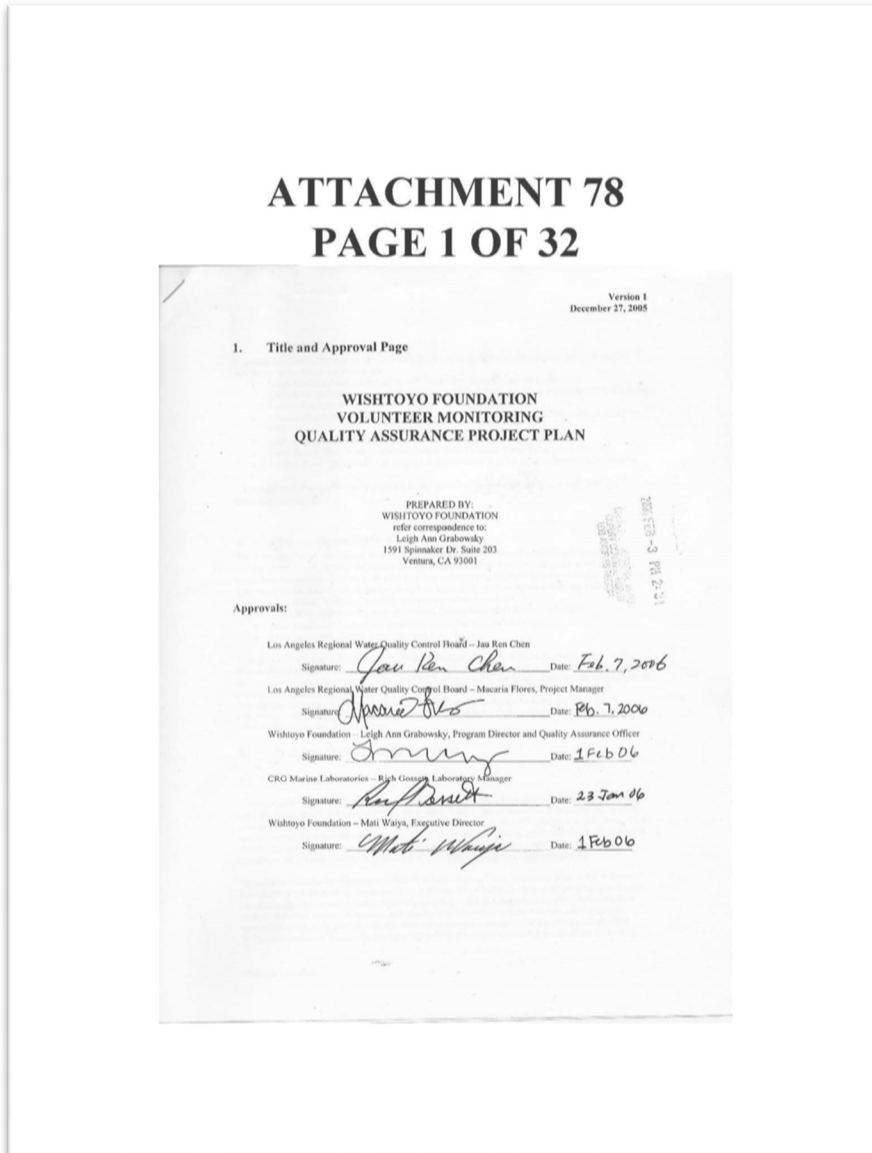 ATTACHMENT 78
PAGE 1 OF 32
Version 1
December 27, 2005
1. Title and Approval Page
WISHTOYO FOUNDATION
VOLUNTEER MONITORING
QUALITY ASSURANCE PROJECT PLAN
PREPARED BY:
WISHTOYO FOUNDATION
refer correspondence to:
Leigh Ann Grabowsky
1591 Spinnaker Dr. Suite 203
Ventura, CA 93001
-3 PM 2:31
Approvals:
Los Angeles Regional Water Quality Control Board – Jau Ren Chen
Signature: Jau Ren Chen Date: Feb. 7, 2006
Los Angeles Regional Water Quality Control Board – Macaria Flores, Project Manager
Signature: Date: Feb. 7, 2006
Wishtoyo Foundation – Leigh Ann Grabowsky, Program Director and Quality Assurance Officer
Signature: Date: 1 Feb 06
CRG Marine Laboratories – Rich Gossett, Laboratory Manager
Signature: Date: 23 Jan 06
Wishtoyo Foundation – Mati Waiya, Executive Director
Signature: Mati Waiya Date: 1 Feb 06